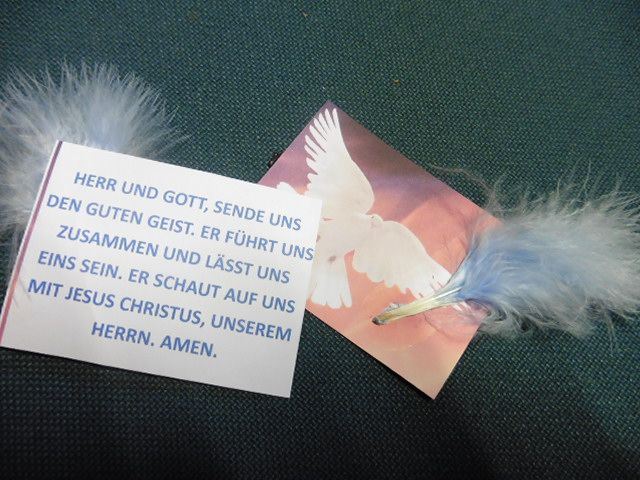 HERR UND GOTT, SENDE UNS
DEN GUTEN GEIST. ER FÜHRT UNS
ZUSAMMEN UND LÄSST UNS
EINS SEIN. ER SCHAUT AUF UNS
MIT JESUS CHRISTUS, UNSEREM
HERRN. AMEN.